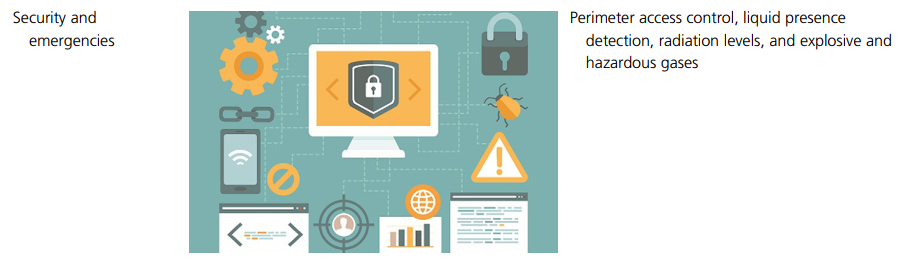 Security and
emergencies
Perimeter access control, liquid presence
detection, radiation levels, and explosive and
hazardous gases